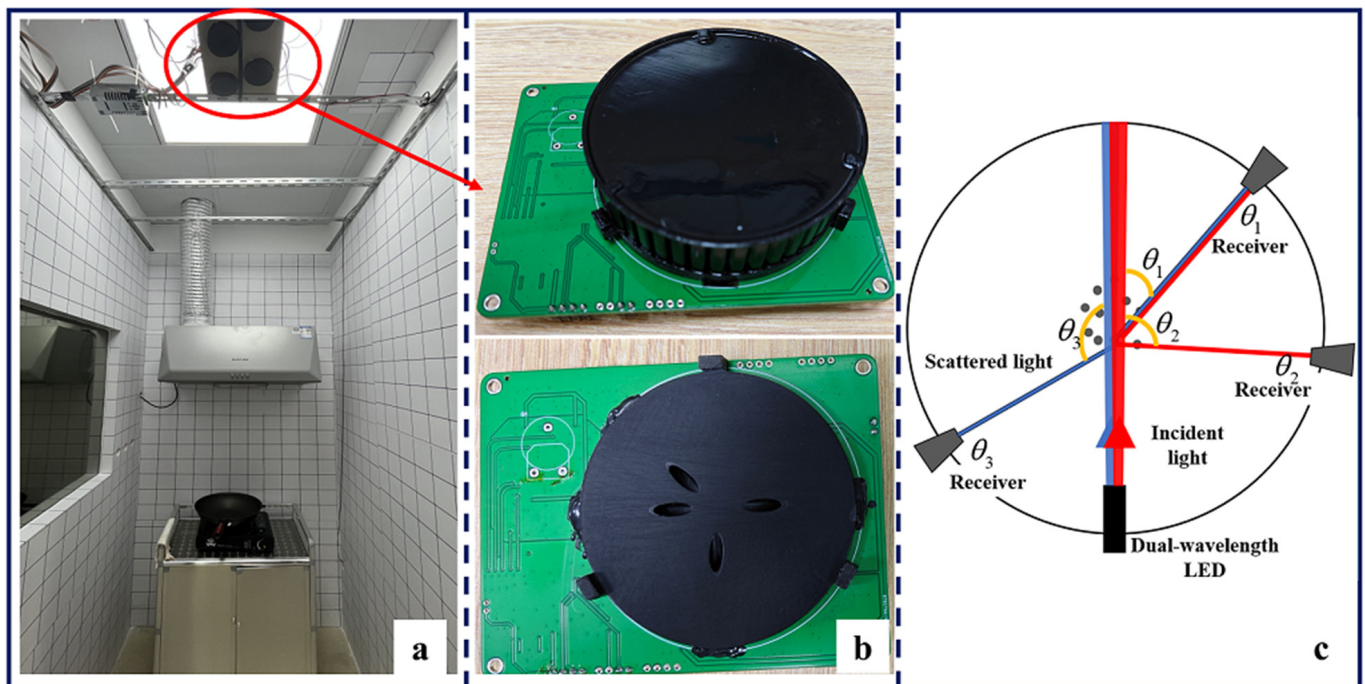 a
b
θ1
Receiver
θ1
θ2
θ3
Scattered light
θ2
Receiver
Incident
light
θ3
Receiver
Dual-wavelength
LED
c